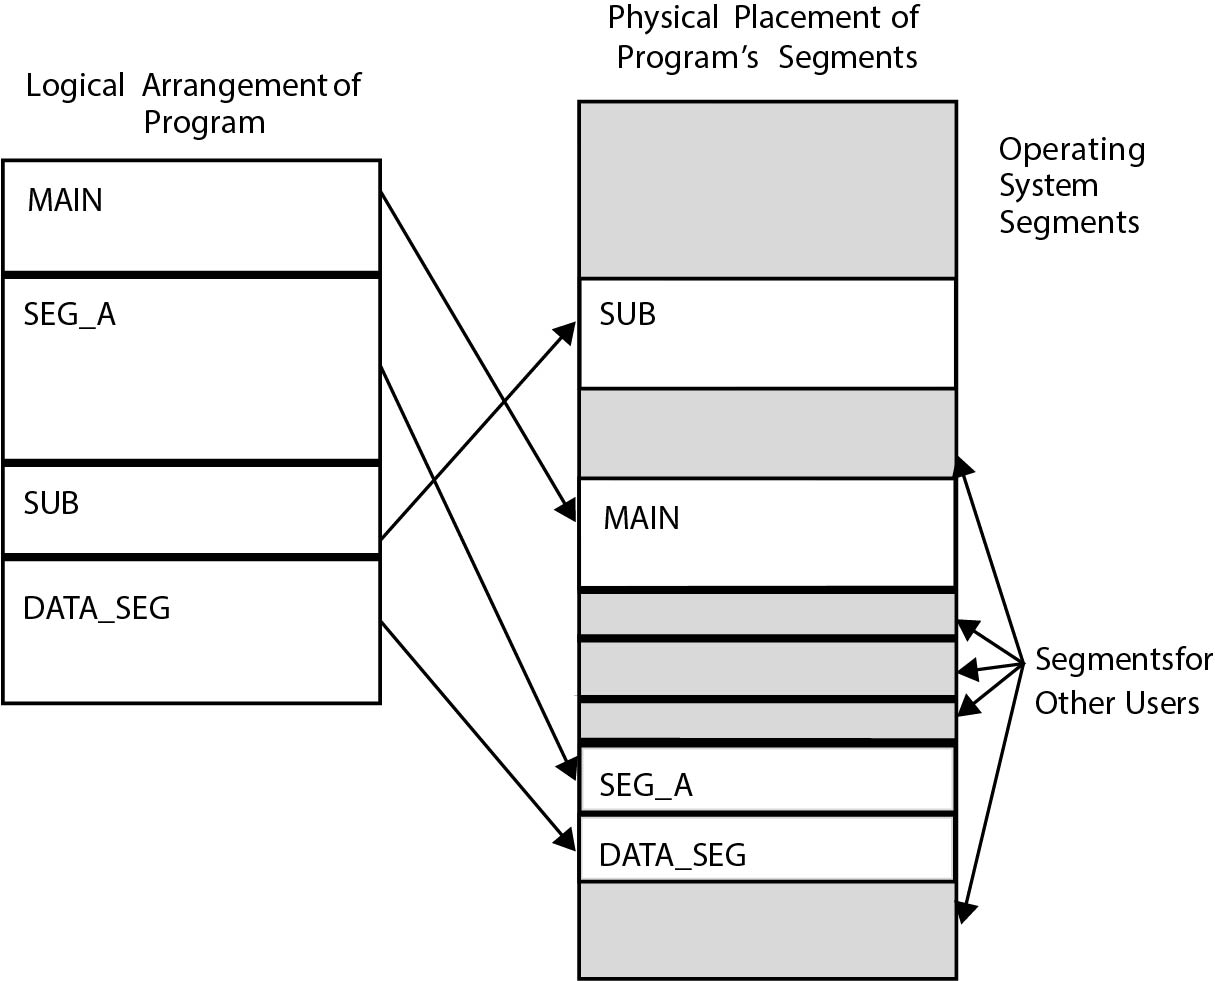 Physical Placement of
Program’s Segments
Logical Arrangement of
Program
MAIN
SEG_A
SUB
DATA_SEG
SUB
MAIN
SEG_A
DATA_SEG
Operating
System
Segments
Segmentsfor
Other Users